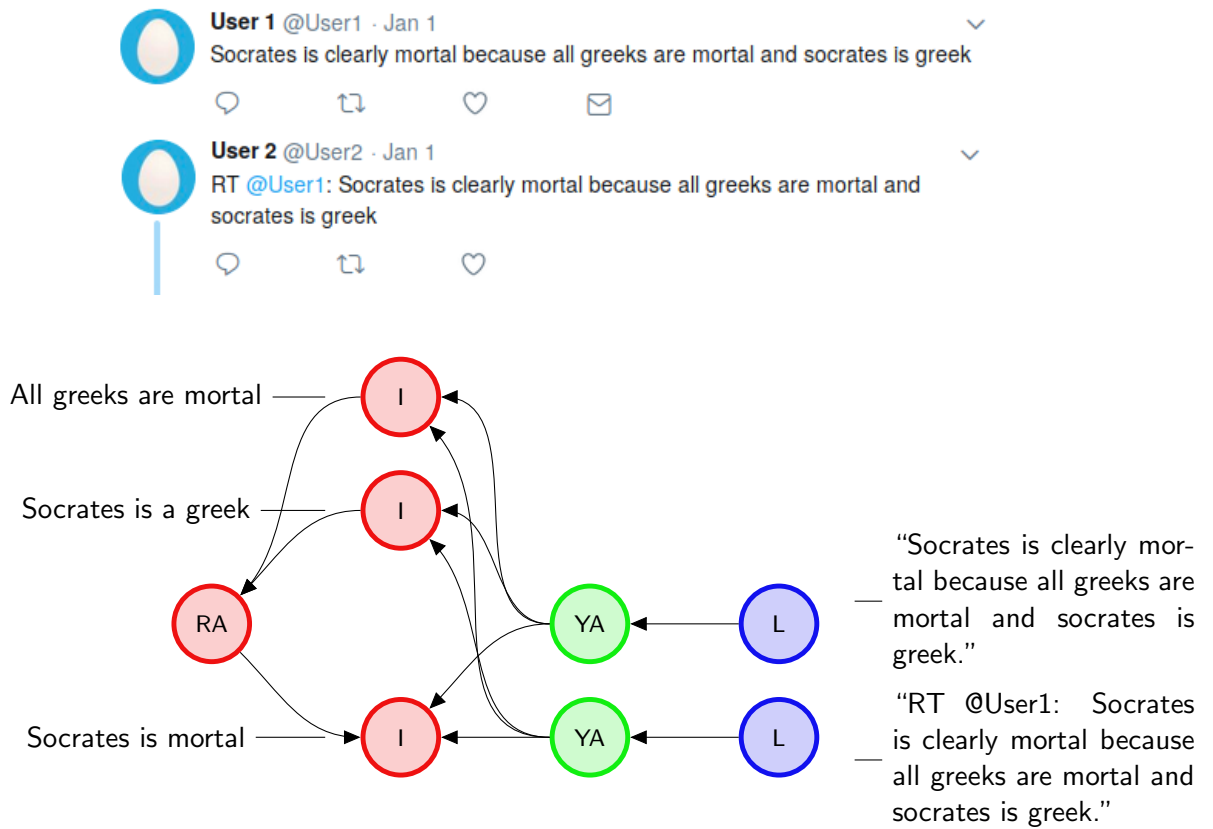 User 1 @User1 · Jan 1
Socrates is clearly mortal because all greeks are mortal and socrates is greek
User 2 @User2 · Jan 1
RT @User1: Socrates is clearly mortal because all greeks are mortal and
socrates is greek
All greeks are mortal
I
Socrates is a greek
I
RA
YA
L
“Socrates is clearly mor-
tal because all greeks are
mortal and socrates is
greek.”
Socrates is mortal
I
YA
L
“RT @User1: Socrates
is clearly mortal because
all greeks are mortal and
socrates is greek.”